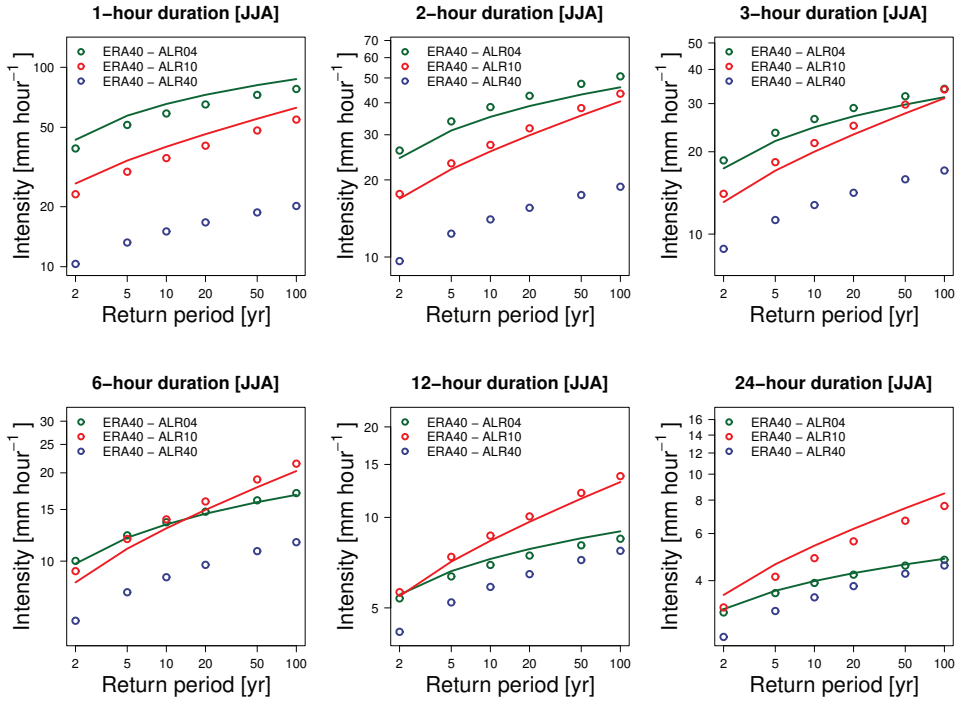 1−hour duration [JJA]
Intensity [mm hour−1 ]
100
50
20
10
ERA40 − ALR04
ERA40 − ALR10
ERA40 − ALR40
2 5 10 20 50 100
Return period [yr]
2−hour duration [JJA]
Intensity [mm hour−1 ]
70
50
40
30
20
10
ERA40 − ALR04
ERA40 − ALR10
ERA40 − ALR40
2 5 10 20 50 100
Return period [yr]
3−hour duration [JJA]
Intensity [mm hour−1 ]
50
40
30
20
10
ERA40 − ALR04
ERA40 − ALR10
ERA40 − ALR40
2 5 10 20 50 100
Return period [yr]
6−hour duration [JJA]
Intensity [mm hour−1 ]
30
25
20
15
10
ERA40 − ALR04
ERA40 − ALR10
ERA40 − ALR40
2 5 10 20 50 100
Return period [yr]
12−hour duration [JJA]
Intensity [mm hour−1 ]
20
15
10
5
ERA40 − ALR04
ERA40 − ALR10
ERA40 − ALR40
2 5 10 20 50 100
Return period [yr]
24−hour duration [JJA]
Intensity [mm hour−1 ]
16
14
12
10
8
6
4
ERA40 − ALR04
ERA40 − ALR10
ERA40 − ALR40
2 5 10 20 50 100
Return period [yr]